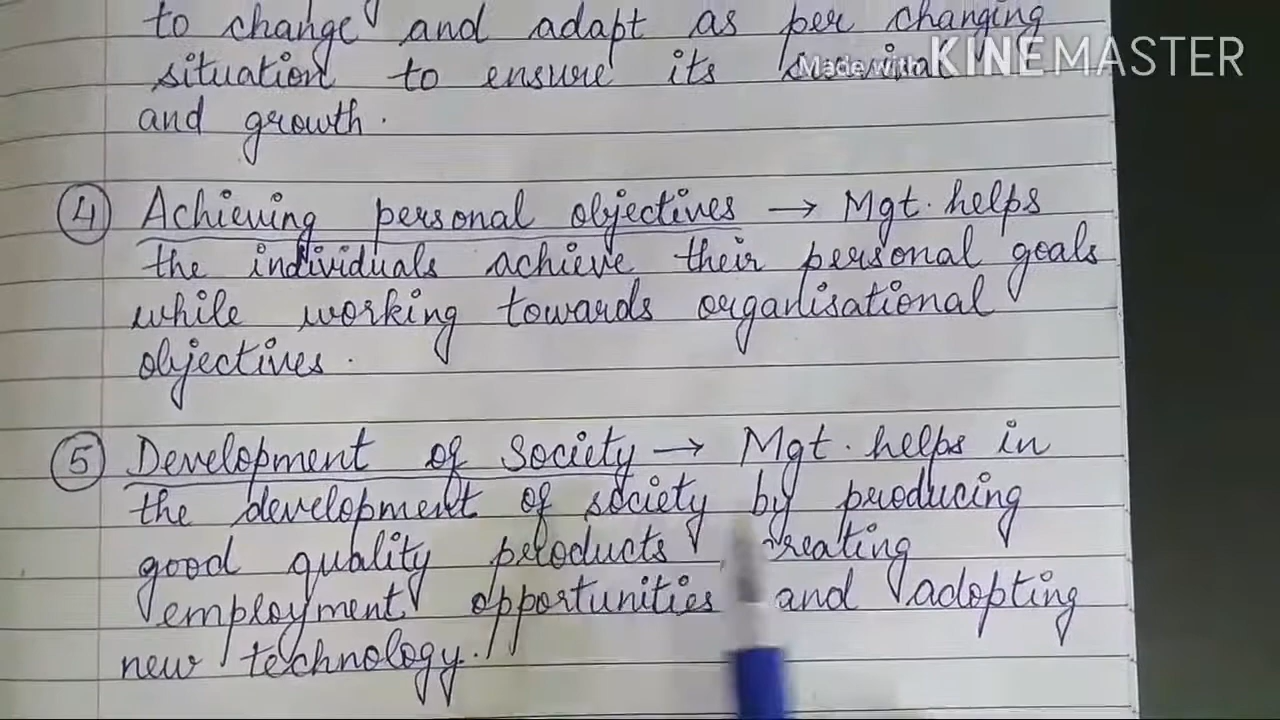 to change and adapt as per changing
Made with KINEMASTER
situation to ensure its survival
and growth.
④ Achieving personal objectives → Mgt. helps
the individuals achieve their personal goals
while working towards organisational
objectives.
⑤ Development of Society → Mgt. helps in
the development of society by producing
good quality products, creating
employment opportunities and adopting
new technology.